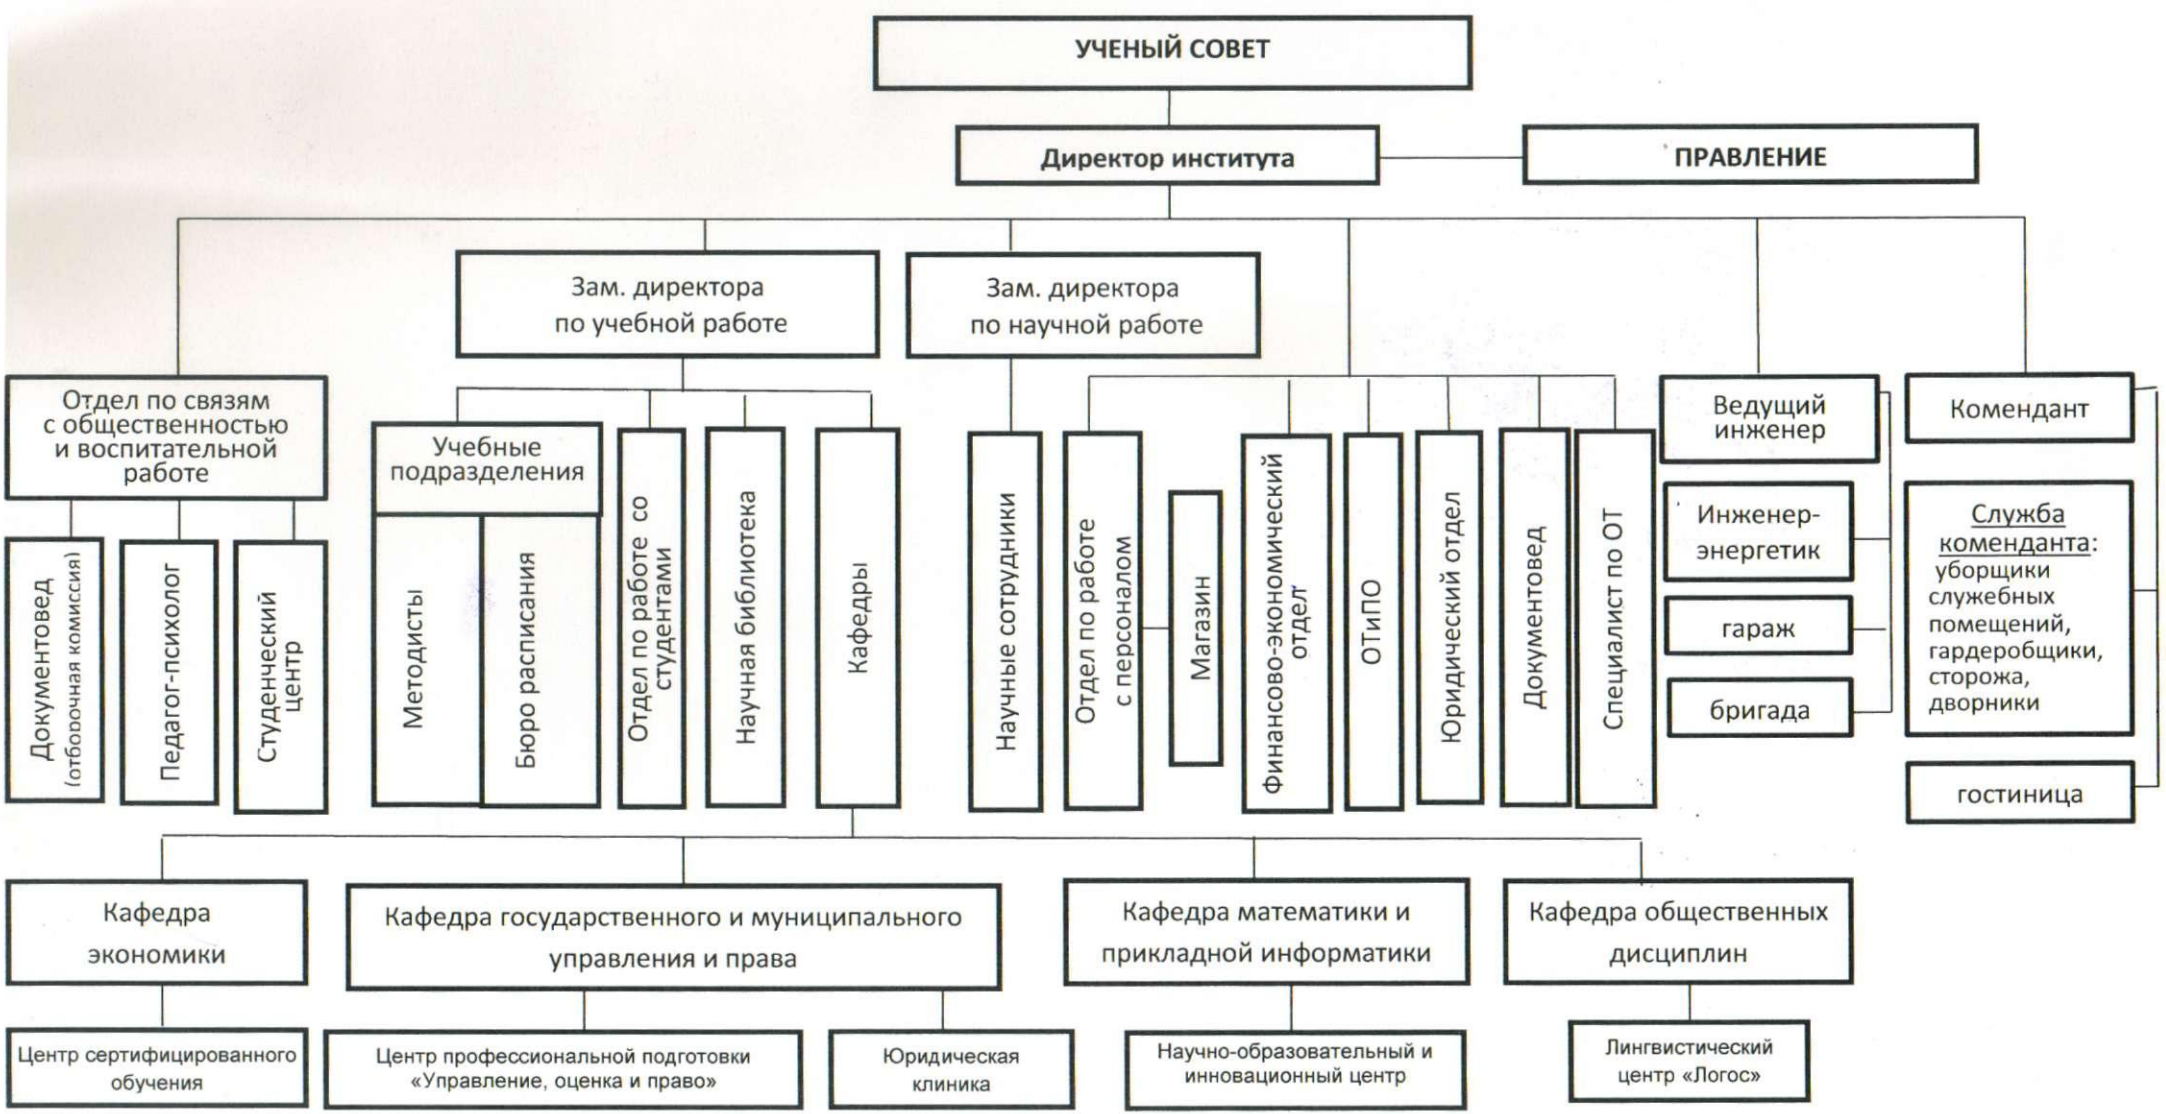 УЧЕНЫЙ СОВЕТ
Директор института
ПРАВЛЕНИЕ
Зам. директора
по учебной работе
Зам. директора
по научной работе
Отдел по связям
с общественностью
и воспитательной
работе
Учебные
подразделения
Ведущий
инженер
Комендант
Документовед
(отборочная комиссия)
Педагог-психолог
Студенческий
центр
Методисты
Бюро расписания
Отдел по работе со
студентами
Научная библиотека
Кафедры
Научные сотрудники
Отдел по работе
с персоналом
Магазин
Финансово-экономический
отдел
ОТиПО
Юридический отдел
Документовед
Специалист по ОТ
Инженер-
энергетик
гараж
бригада
Служба
коменданта:
уборщики
служебных
помещений,
гардеробщики,
сторожа,
дворники
гостиница
Кафедра
экономики
Кафедра государственного и муниципального
управления и права
Кафедра математики и
прикладной информатики
Кафедра общественных
дисциплин
Центр сертифицированного
обучения
Центр профессиональной подготовки
«Управление, оценка и право»
Юридическая
клиника
Научно-образовательный и
инновационный центр
Лингвистический
центр «Логос»